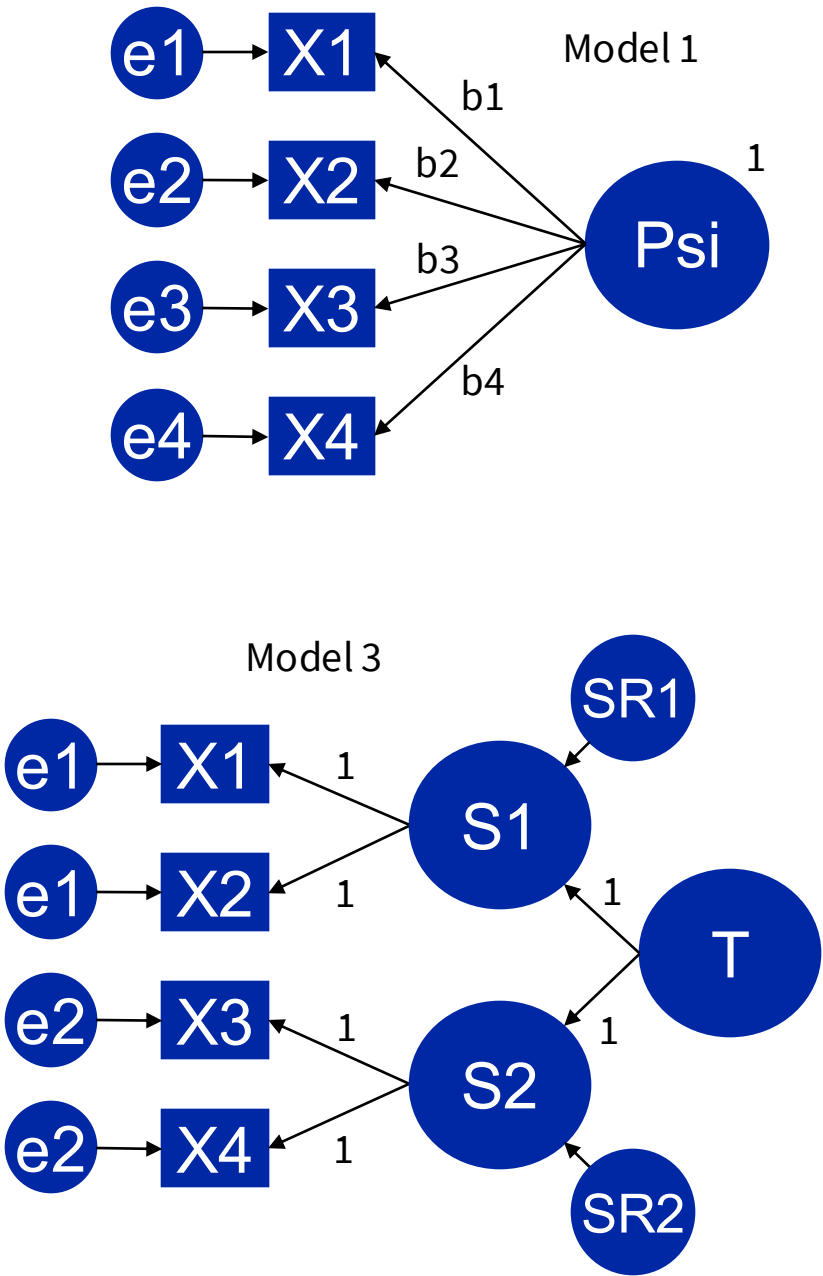 e1 X1 Model 1
b1
e2 X2 b2 1
Psi
b3
e3 X3
b4
e4 X4
Model 3
SR1
e1 X1 1
S1
e1 X2 1
1
T
e2 X3 1
1
S2
e2 X4 1
SR2